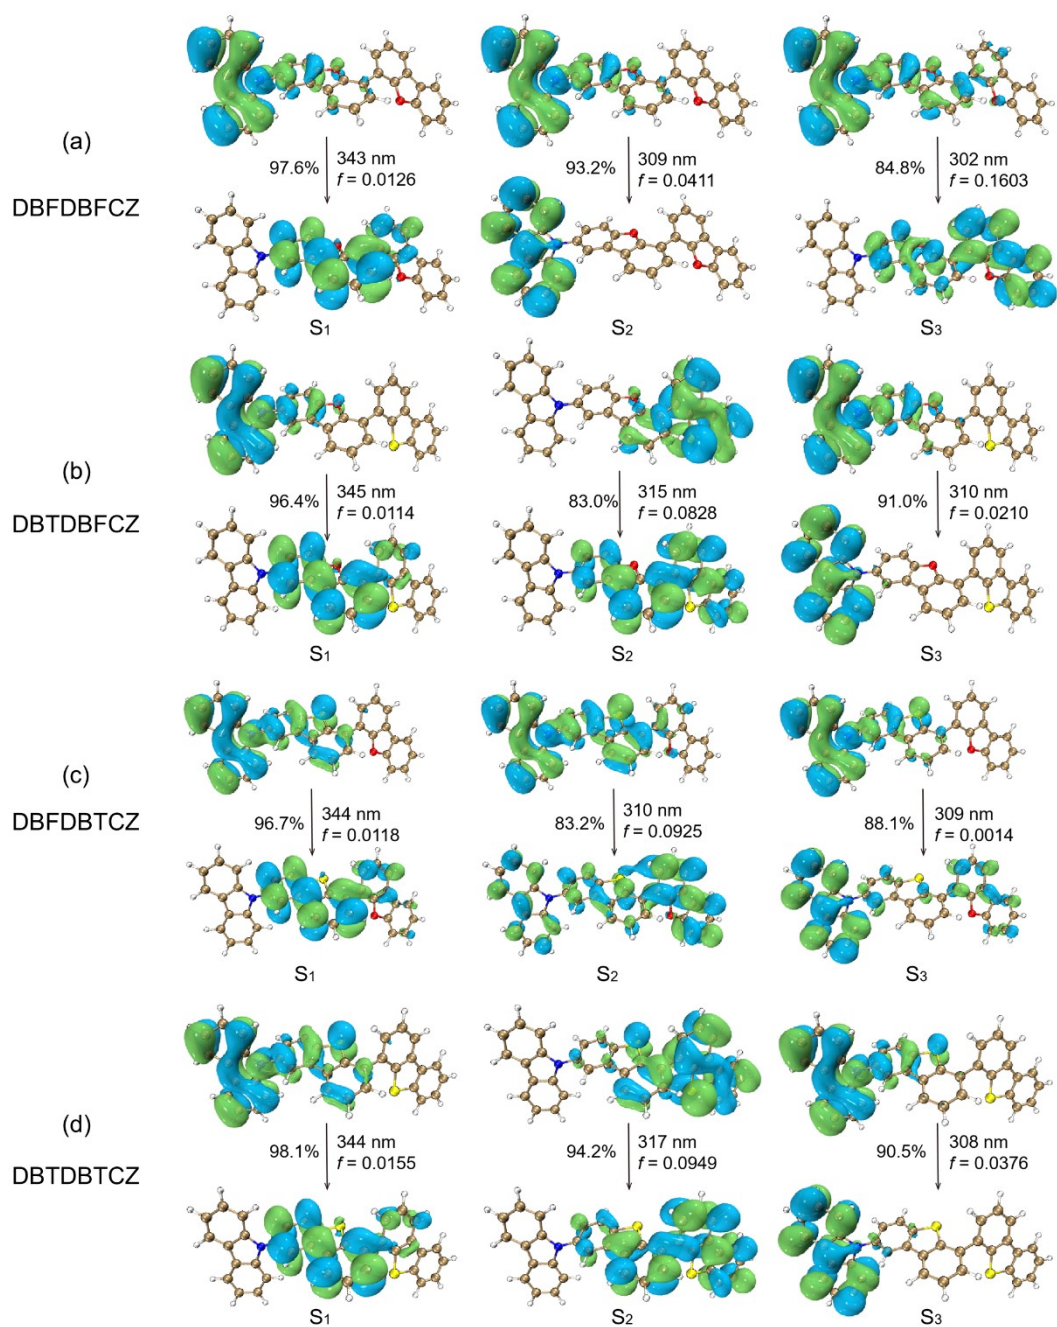 (a)
DBFDBFCZ
97.6%
343 nm
f = 0.0126
93.2%
309 nm
f = 0.0411
84.8%
302 nm
f = 0.1603
S1
S2
S3
(b)
DBTDBFCZ
96.4%
345 nm
f = 0.0114
83.0%
315 nm
f = 0.0828
91.0%
310 nm
f = 0.0210
S1
S2
S3
(c)
DBFDBTCZ
96.7%
344 nm
f = 0.0118
83.2%
310 nm
f = 0.0925
88.1%
309 nm
f = 0.0014
S1
S2
S3
(d)
DBTDBTCZ
98.1%
344 nm
f = 0.0155
94.2%
317 nm
f = 0.0949
90.5%
308 nm
f = 0.0376
S1
S2
S3